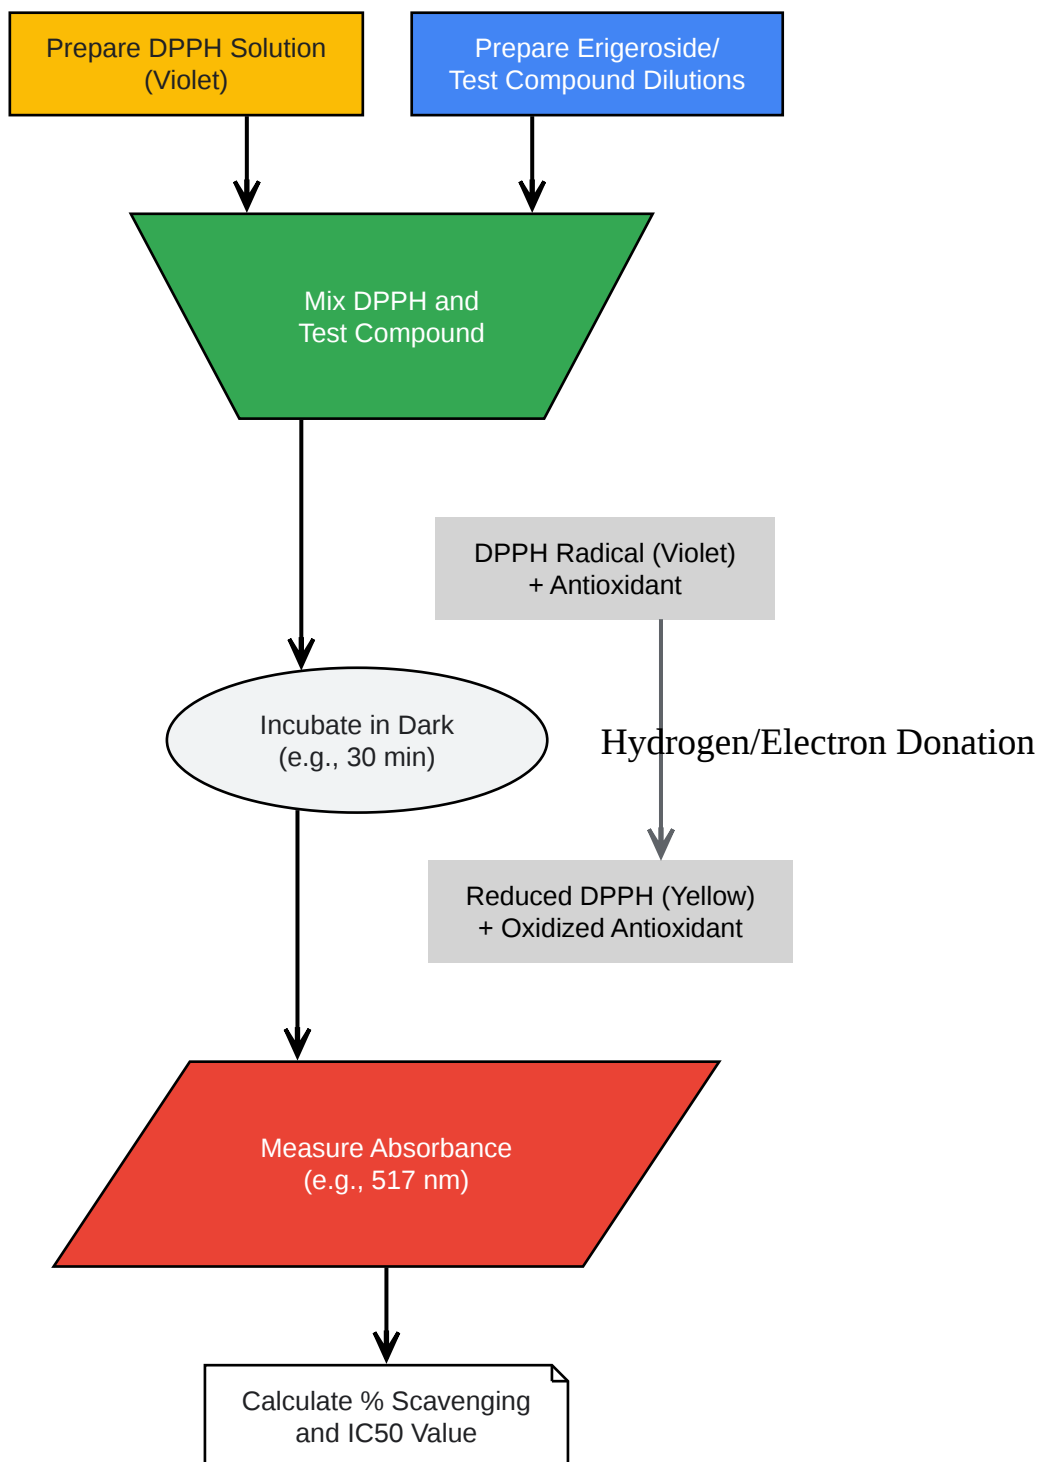 Prepare DPPH Solution
(Violet)
Prepare Erigeroside/
Test Compound Dilutions
Mix DPPH and
Test Compound
DPPH Radical (Violet)
+ Antioxidant
Incubate in Dark
(e.g., 30 min)
Hydrogen/Electron Donation
Reduced DPPH (Yellow)
+ Oxidized Antioxidant
Measure Absorbance
(e.g., 517 nm)
Calculate % Scavenging
and IC50 Value